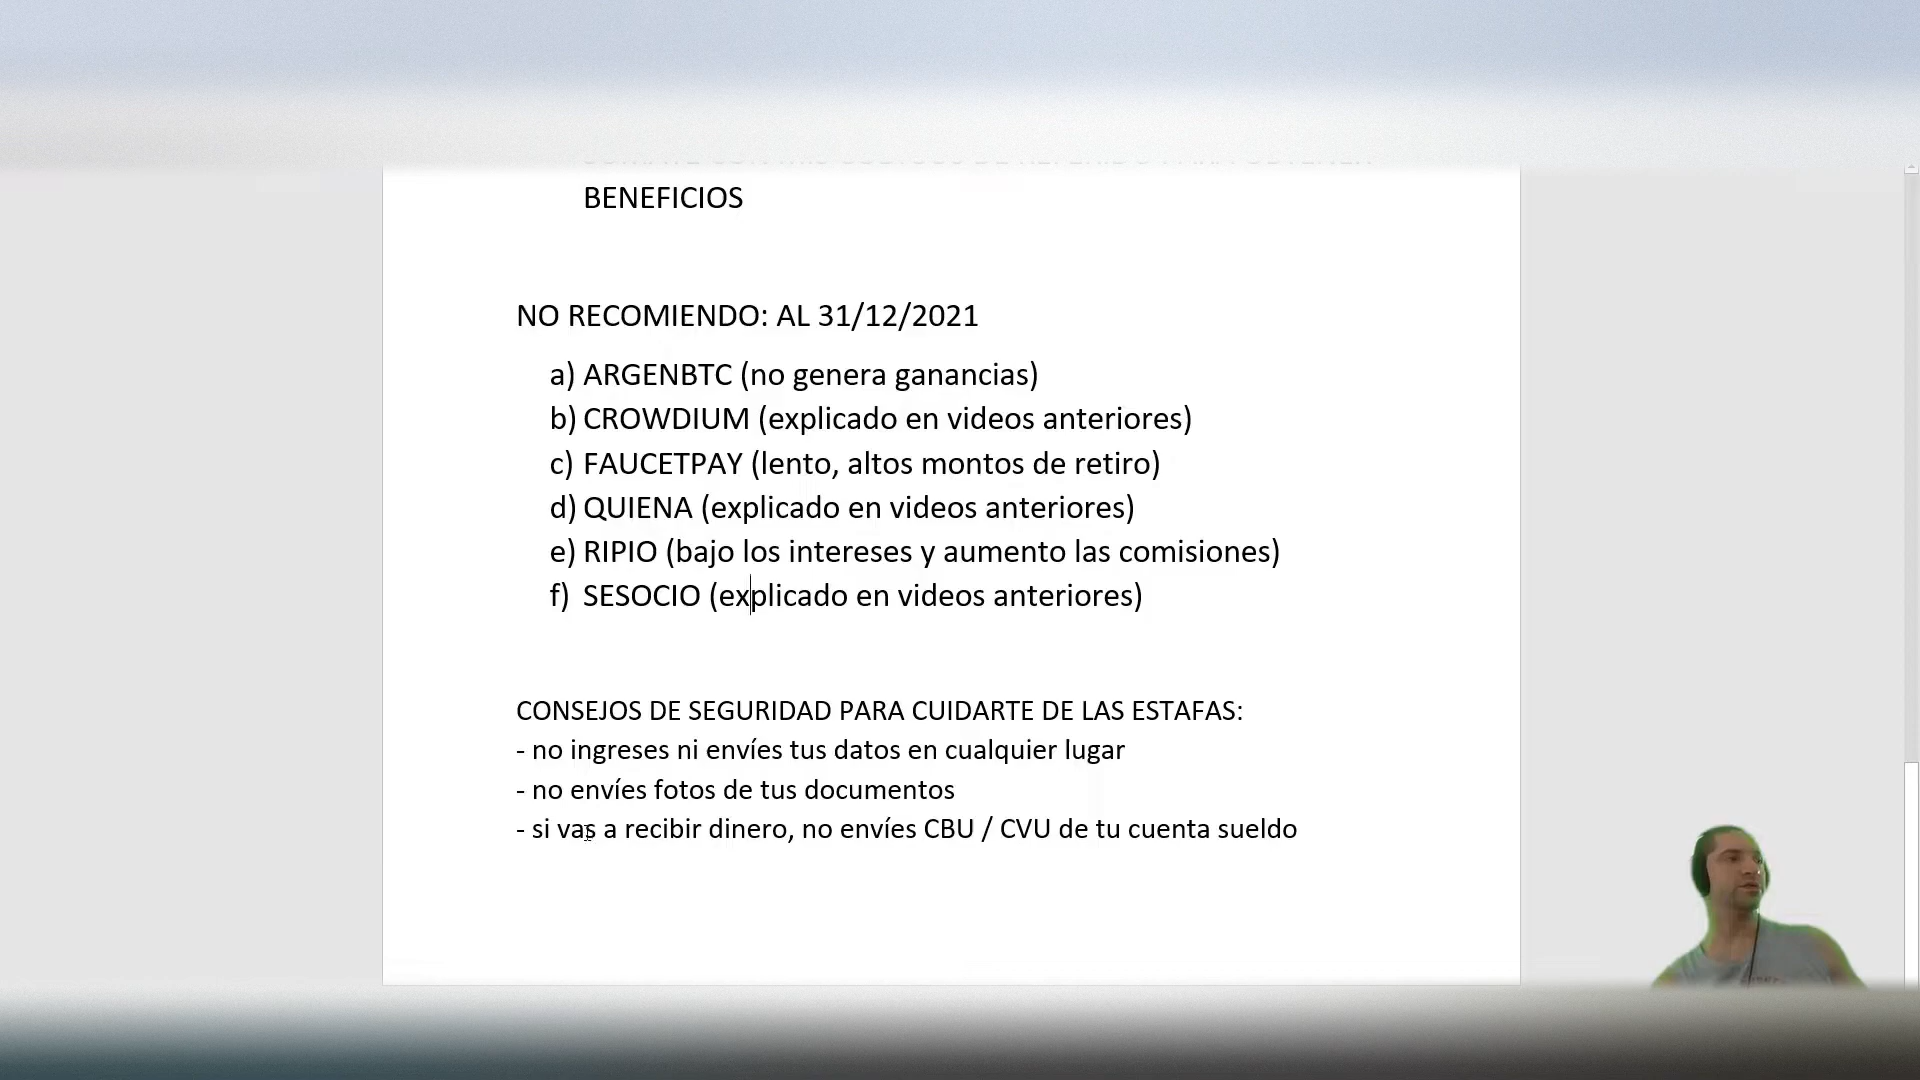 BENEFICIOS
NO RECOMIENDO: AL 31/12/2021
a) ARGENBTC (no genera ganancias)
b) CROWDIUM (explicado en videos anteriores)
c) FAUCETPAY (lento, altos montos de retiro)
d) QUIENA (explicado en videos anteriores)
e) RIPIO (bajo los intereses y aumento las comisiones)
f) SESOCIO (explicado en videos anteriores)
CONSEJOS DE SEGURIDAD PARA CUIDARTE DE LAS ESTAFAS:
- no ingreses ni envíes tus datos en cualquier lugar
- no envíes fotos de tus documentos
- si vas a recibir dinero, no envíes CBU / CVU de tu cuenta sueldo